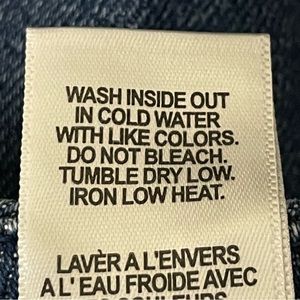 WASH INSIDE OUT
IN COLD WATER
WITH LIKE COLORS.
DO NOT BLEACH.
TUMBLE DRY LOW.
IRON LOW HEAT.
LAVÈR A L'ENVERS
A L' EAU FROIDE AVEC